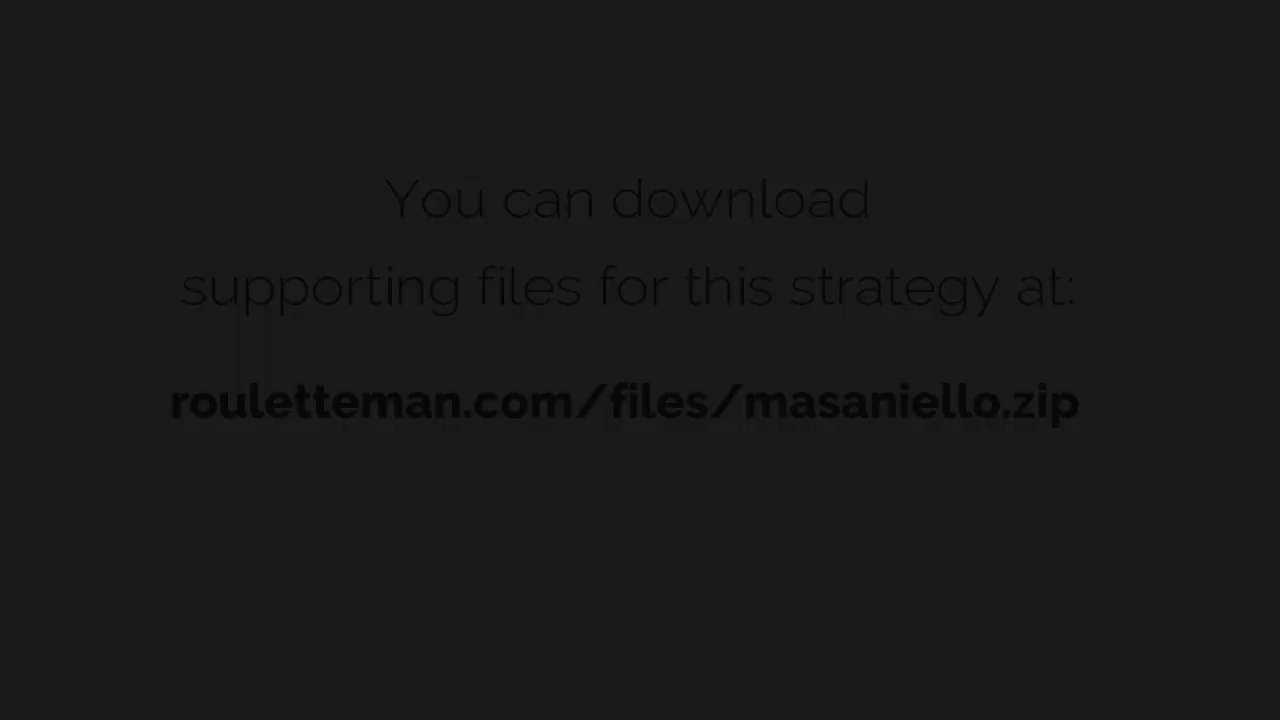 You can download
supporting files for this strategy at:
rouletteman.com/files/masaniello.zip